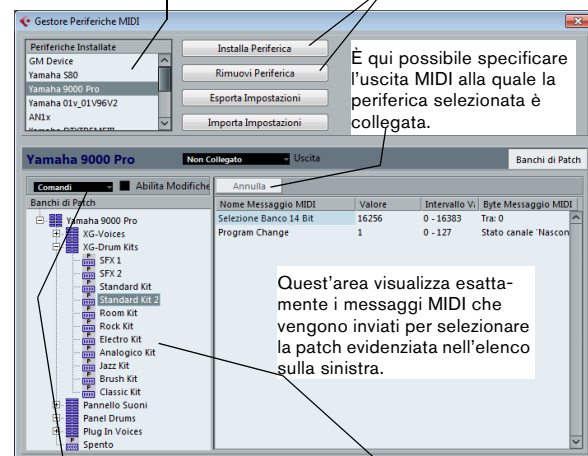 Gestore Periferiche MIDI
Periferiche Installate
GM Device
Yamaha S80
Yamaha 9000 Pro
Yamaha 01v_01V96V2
AN1x
Yamaha DTXTREMEIII
Installa Periferica
Rimuovi Periferica
Esporta Impostazioni
Importa Impostazioni
È qui possibile specificare
l'uscita MIDI alla quale la
periferica selezionata è
collegata.
Yamaha 9000 Pro
Non Collegato
Uscita
Banchi di Patch
Comandi
Abilita Modifiche
Annulla
Banchi di Patch
Nome Messaggio MIDI
Valore
Intervallo V
Byte Messaggio MIDI
Selezione Banco 14 Bit
16256
0 - 16383
Tra: 0
Program Change
1
0 - 127
Stato canale 'Nascon
Yamaha 9000 Pro
XG-Voices
XG-Drum Kits
SFX 1
SFX 2
Standard Kit
Standard Kit 2
Room Kit
Rock Kit
Electro Kit
Analogico Kit
Jazz Kit
Brush Kit
Classic Kit
Pannello Suoni
Panel Drums
Plug In Voices
Spento
Quest'area visualizza esatta-
mente i messaggi MIDI che
vengono inviati per selezionare
la patch evidenziata nell'elenco
sulla sinistra.